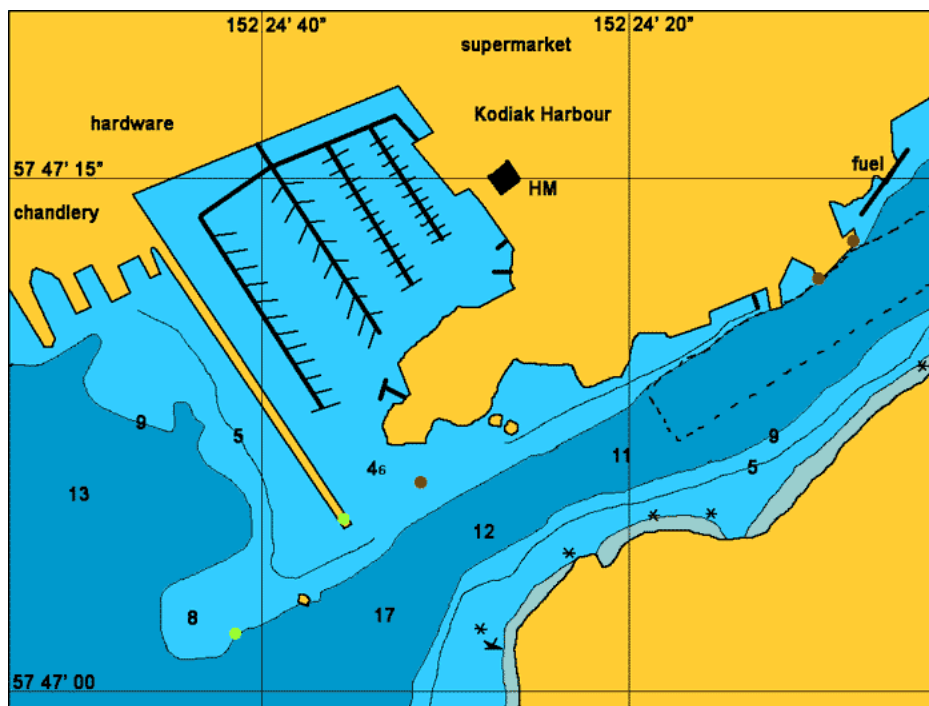 152 24' 40"
152 24' 20"
supermarket
hardware
Kodiak Harbour
57 47' 15"
fuel
HM
chandlery
9
5
9
11
5
46
13
12
8
17
57 47' 00